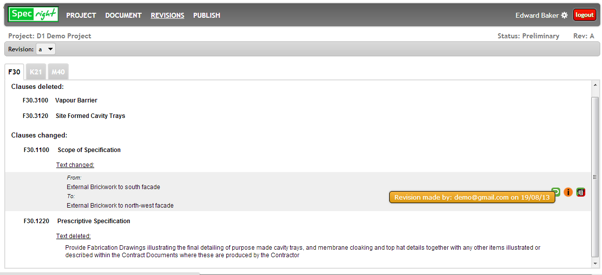 Spec right PROJECT DOCUMENT REVISIONS PUBLISH Edward Baker logout
Project: D1 Demo Project Status: Preliminary Rev: A
Revision: a
F30 K21 M40
Clauses deleted:
F30.3100 Vapour Barrier
F30.3120 Site Formed Cavity Trays
Clauses changed:
F30.1100 Scope of Specification
Text changed:
From:
External Brickwork to south facade
To:
Revision made by: demo@gmail.com on 19/08/13
External Brickwork to north-west facade
F30.1220 Prescriptive Specification
Text deleted:
Provide Fabrication Drawings illustrating the final detailing of purpose made cavity trays, and membrane cloaking and top hat details together with any other items illustrated or
described within the Contract Documents where these are produced by the Contractor